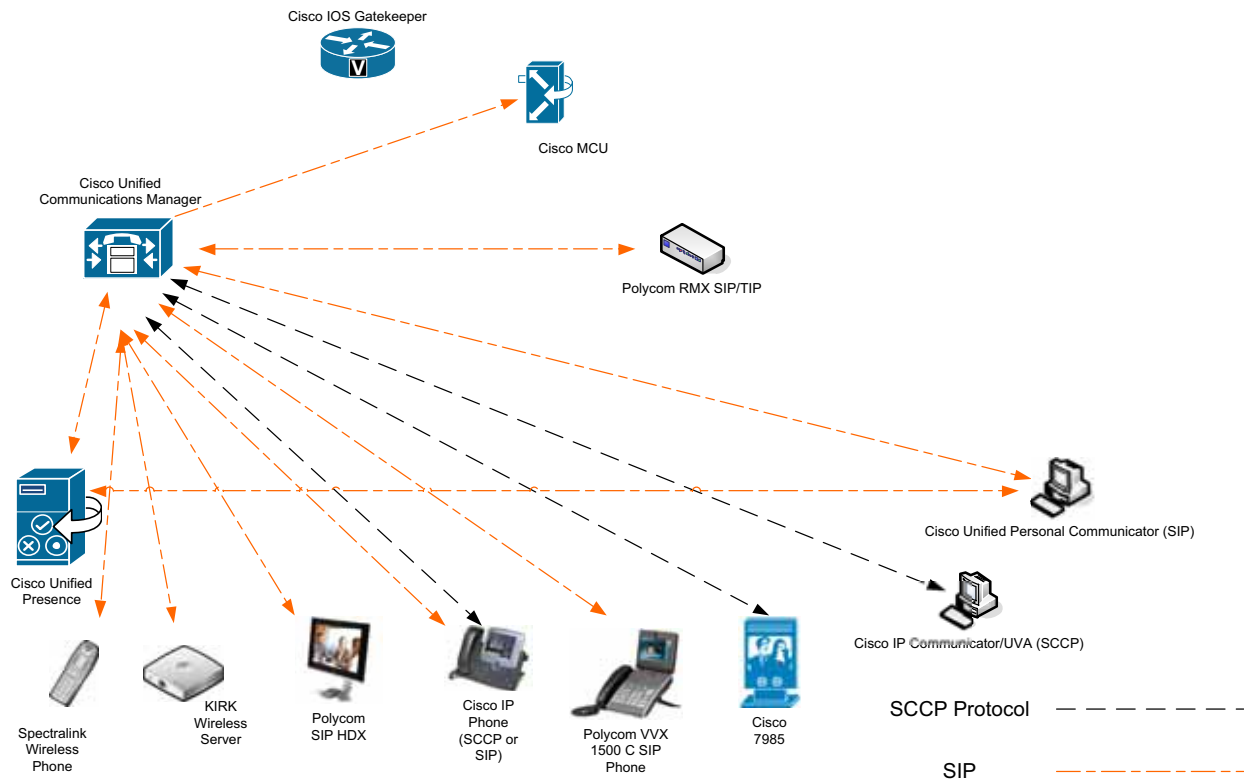 Cisco IOS Gatekeeper
V
Cisco MCU
Cisco Unified
Communications Manager
Polycom RMX SIP/TIP
Cisco Unified Personal Communicator (SIP)
Cisco Unified
Presence
Cisco IP Communicator/UVA (SCCP)
Spectralink
Wireless
Phone
KIRK
Wireless
Server
Polycom
SIP HDX
Cisco IP
Phone
(SCCP or
SIP)
Polycom VVX
1500 C SIP
Phone
Cisco
7985
SCCP Protocol
SIP